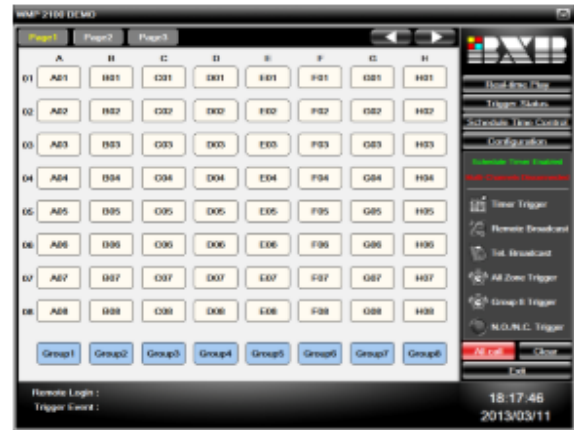 WMP 2100 DEMO
Page1 Page2 Page3
BXB
A B C D E F G H
01 A01 B01 C01 D01 E01 F01 G01 H01
02 A02 B02 C02 D02 E02 F02 G02 H02
03 A03 B03 C03 D03 E03 F03 G03 H03
04 A04 B04 C04 D04 E04 F04 G04 H04
05 A05 B05 C05 D05 E05 F05 G05 H05
06 A06 B06 C06 D06 E06 F06 G06 H06
07 A07 B07 C07 D07 E07 F07 G07 H07
08 A08 B08 C08 D08 E08 F08 G08 H08
Group1 Group2 Group3 Group4 Group5 Group6 Group7 Group8
Real-time Play
Trigger Status
Schedule Time Control
Configuration
Schedule Timer Enabled
Timer Trigger
Remote Broadcast
Tel. Broadcast
All Zone Trigger
Group 8 Trigger
N.O./N.C. Trigger
All call Close
Exit
Remote Login :
Trigger Event :
18:17:46
2013/03/11